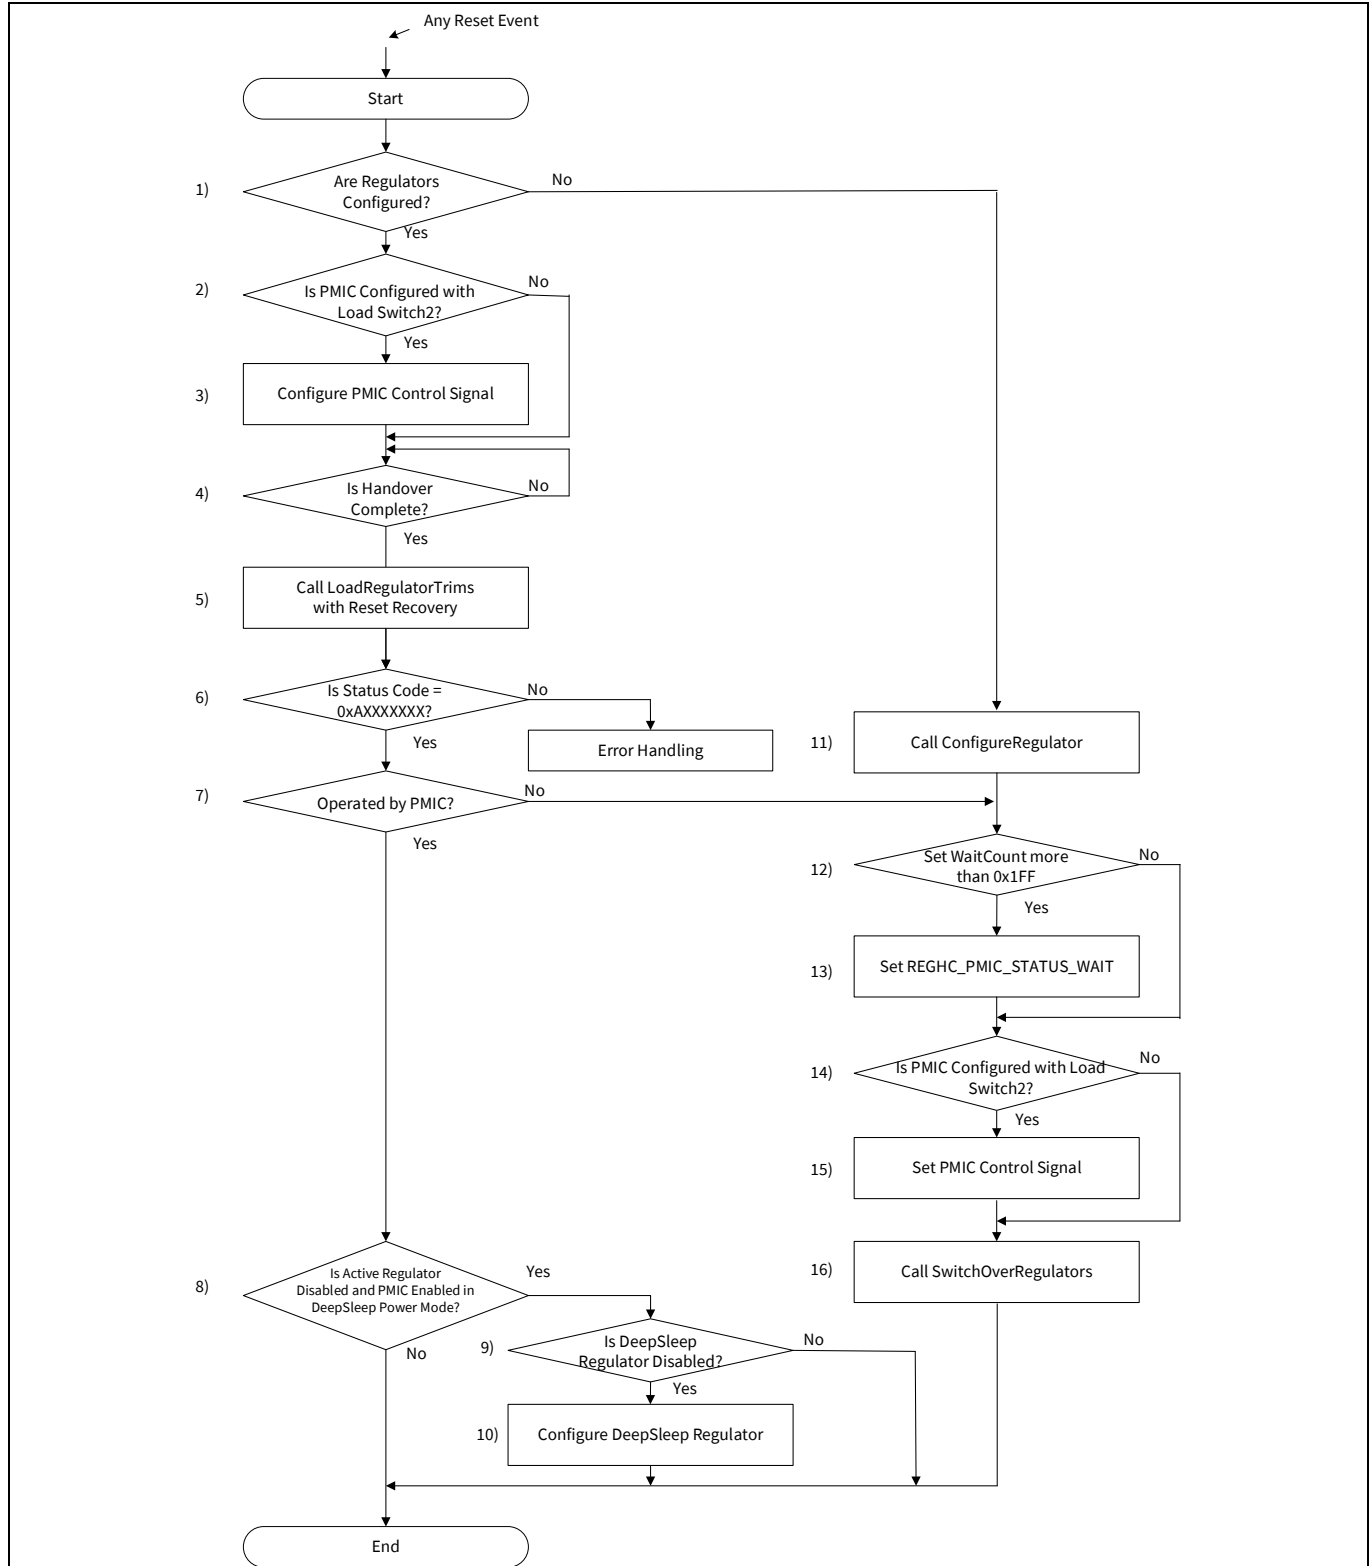 Any Reset Event
Start
1)
Are Regulators
Configured?
No
Yes
2)
Is PMIC Configured with
Load Switch2?
No
Yes
3)
Configure PMIC Control Signal
4)
Is Handover
Complete?
No
Yes
5)
Call LoadRegulatorTrims
with Reset Recovery
6)
Is Status Code =
0xAXXXXXXX?
No
Yes
Error Handling
7)
Operated by PMIC?
No
Yes
8)
Is Active Regulator
Disabled and PMIC Enabled in
DeepSleep Power Mode?
Yes
No
9)
Is DeepSleep
Regulator Disabled?
No
Yes
10)
Configure DeepSleep Regulator
11)
Call ConfigureRegulator
12)
Set WaitCount more
than 0x1FF
No
Yes
13)
Set REGHC_PMIC_STATUS_WAIT
14)
Is PMIC Configured with Load
Switch2?
No
Yes
15)
Set PMIC Control Signal
16)
Call SwitchOverRegulators
End